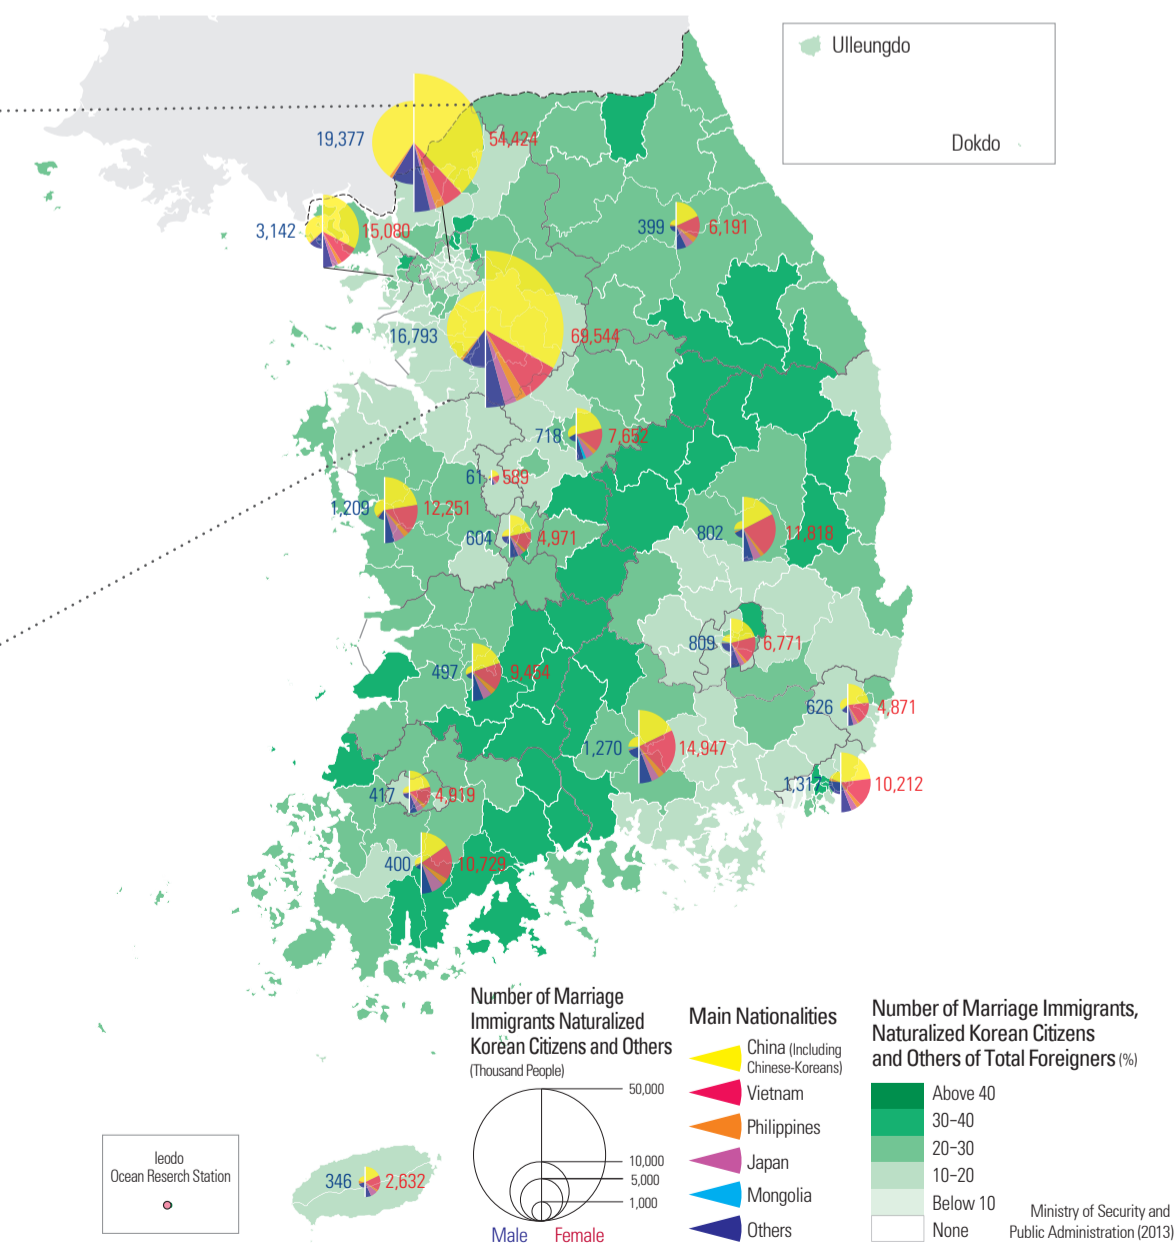 Ulleungdo
Dokdo
19,377
54,424
3,142
15,080
399
6,191
16,793
69,544
718
7,652
61
589
1,209
12,251
604
4,971
802
11,818
809
6,771
497
9,454
626
4,871
1,270
14,947
1,317
10,212
417
4,919
400
10,729
346
2,632
Ieodo
Ocean Reserch Station
Number of Marriage
Immigrants Naturalized
Korean Citizens and Others
(Thousand People)
50,000
10,000
5,000
1,000
Male
Female
Main Nationalities
China (Including
Chinese-Koreans)
Vietnam
Philippines
Japan
Mongolia
Others
Number of Marriage Immigrants,
Naturalized Korean Citizens
and Others of Total Foreigners (%)
Above 40
30–40
20–30
10–20
Below 10
None
Ministry of Security and
Public Administration (2013)